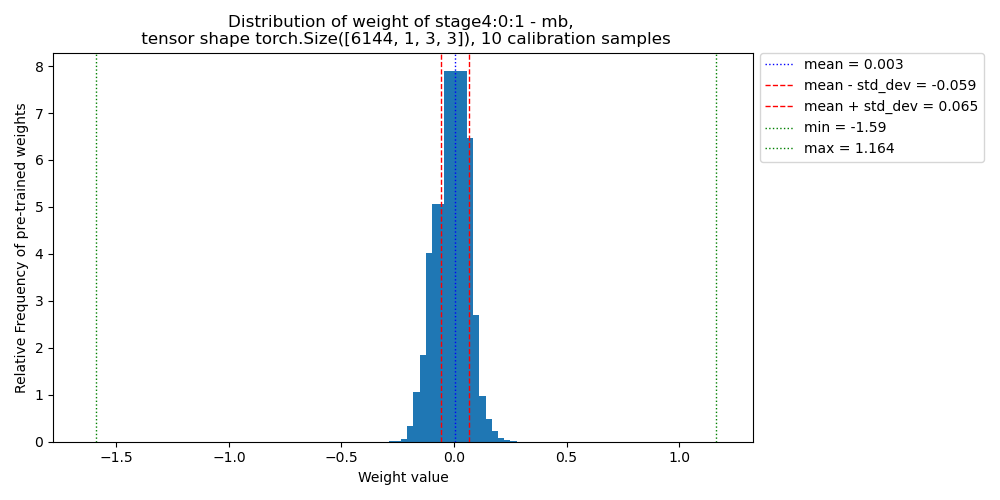 Distribution of weight of stage4:0:1 - mb,
tensor shape torch.Size([6144, 1, 3, 3]), 10 calibration samples
mean = 0.003
mean - std_dev = -0.059
mean + std_dev = 0.065
min = -1.59
max = 1.164
Relative Frequency of pre-trained weights
8
7
6
5
4
3
2
1
0
−1.5
−1.0
−0.5
0.0
0.5
1.0
Weight value